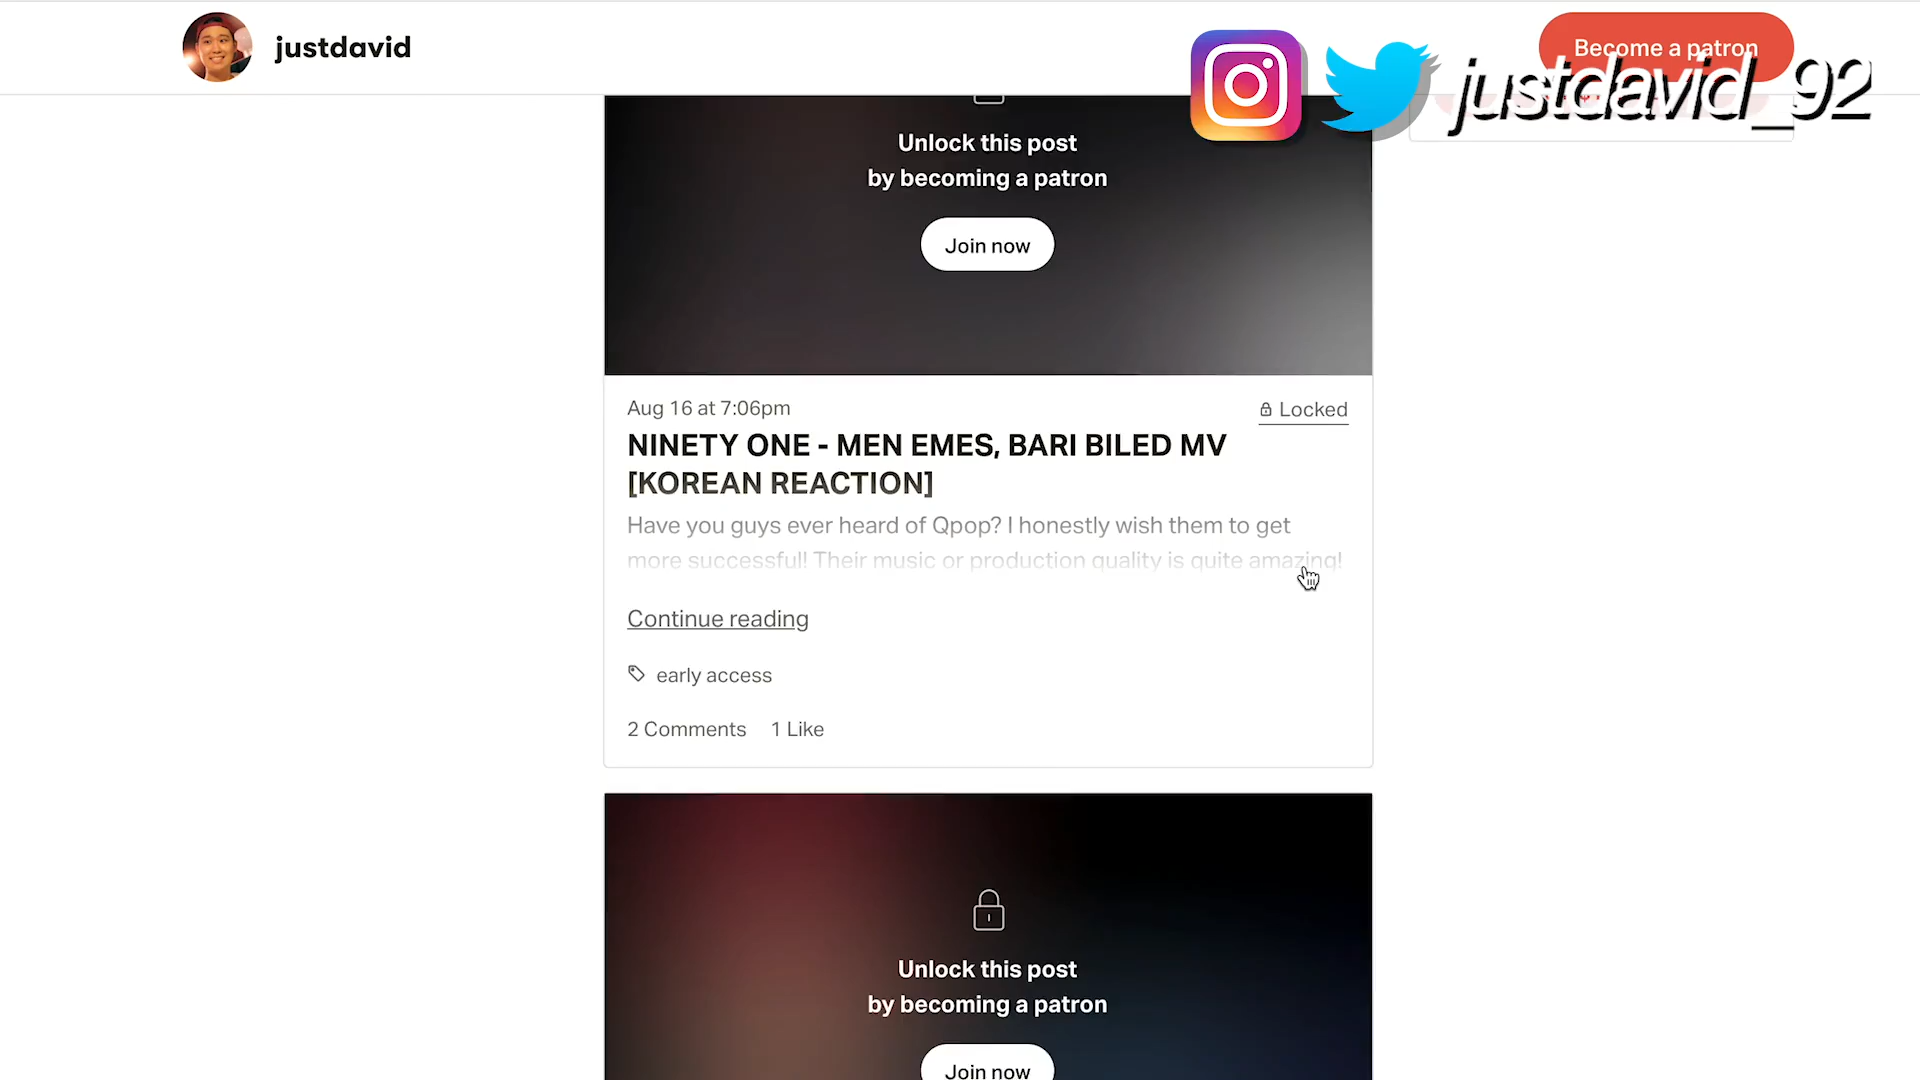 justdavid
Become a patron
justdavid_92
Unlock this post
by becoming a patron
Join now
Aug 16 at 7:06pm
Locked
NINETY ONE - MEN EMES, BARI BILED MV
[KOREAN REACTION]
Have you guys ever heard of Qpop? I honestly wish them to get
more successful! Their music or production quality is quite amazing!
Continue reading
early access
2 Comments 1 Like
Unlock this post
by becoming a patron
Join now